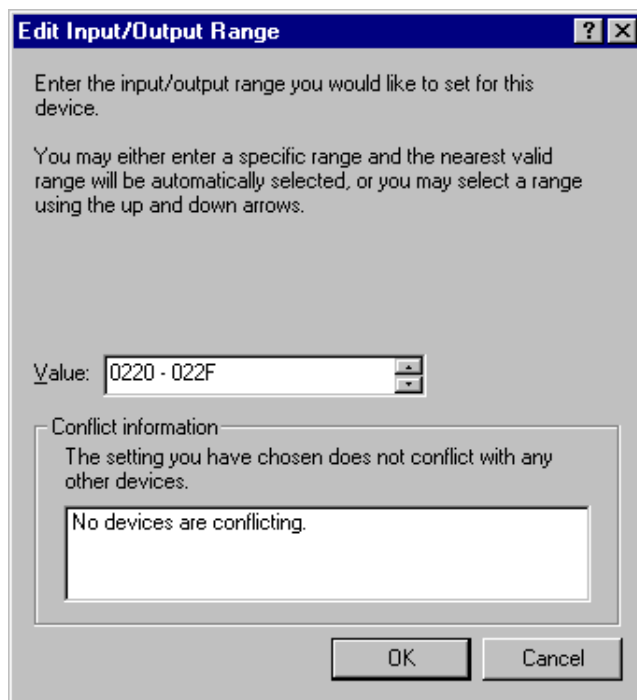 Edit Input/Output Range
Enter the input/output range you would like to set for this
device.
You may either enter a specific range and the nearest valid
range will be automatically selected, or you may select a range
using the up and down arrows.
Value: 0220 - 022F
Conflict information
The setting you have chosen does not conflict with any
other devices.
No devices are conflicting.
OK Cancel